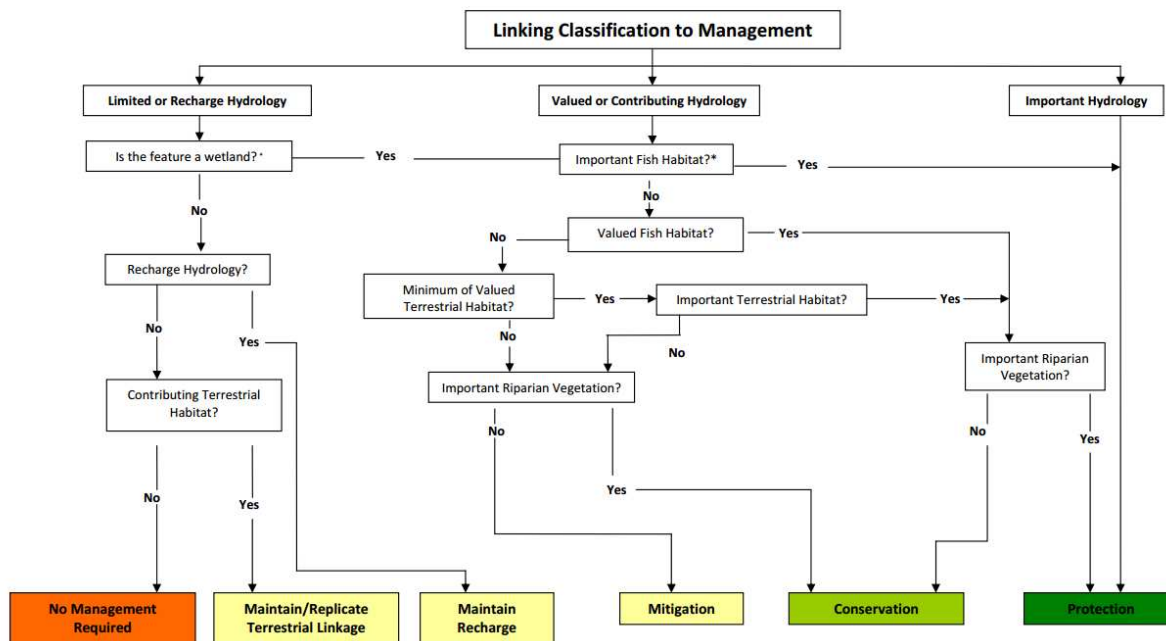 Linking Classification to Management
Limited or Recharge Hydrology
Valued or Contributing Hydrology
Important Hydrology
Is the feature a wetland?*
Yes
Important Fish Habitat?*
Yes
No
No
Valued Fish Habitat?
No
Yes
Recharge Hydrology?
Minimum of Valued
Terrestrial Habitat?
Yes
Important Terrestrial Habitat?
Yes
No
Yes
No
No
Important Riparian
Vegetation?
Contributing Terrestrial
Habitat?
Important Riparian Vegetation?
No
No
Yes
No
Yes
Yes
No Management
Required
Maintain/Replicate
Terrestrial Linkage
Maintain
Recharge
Mitigation
Conservation
Protection